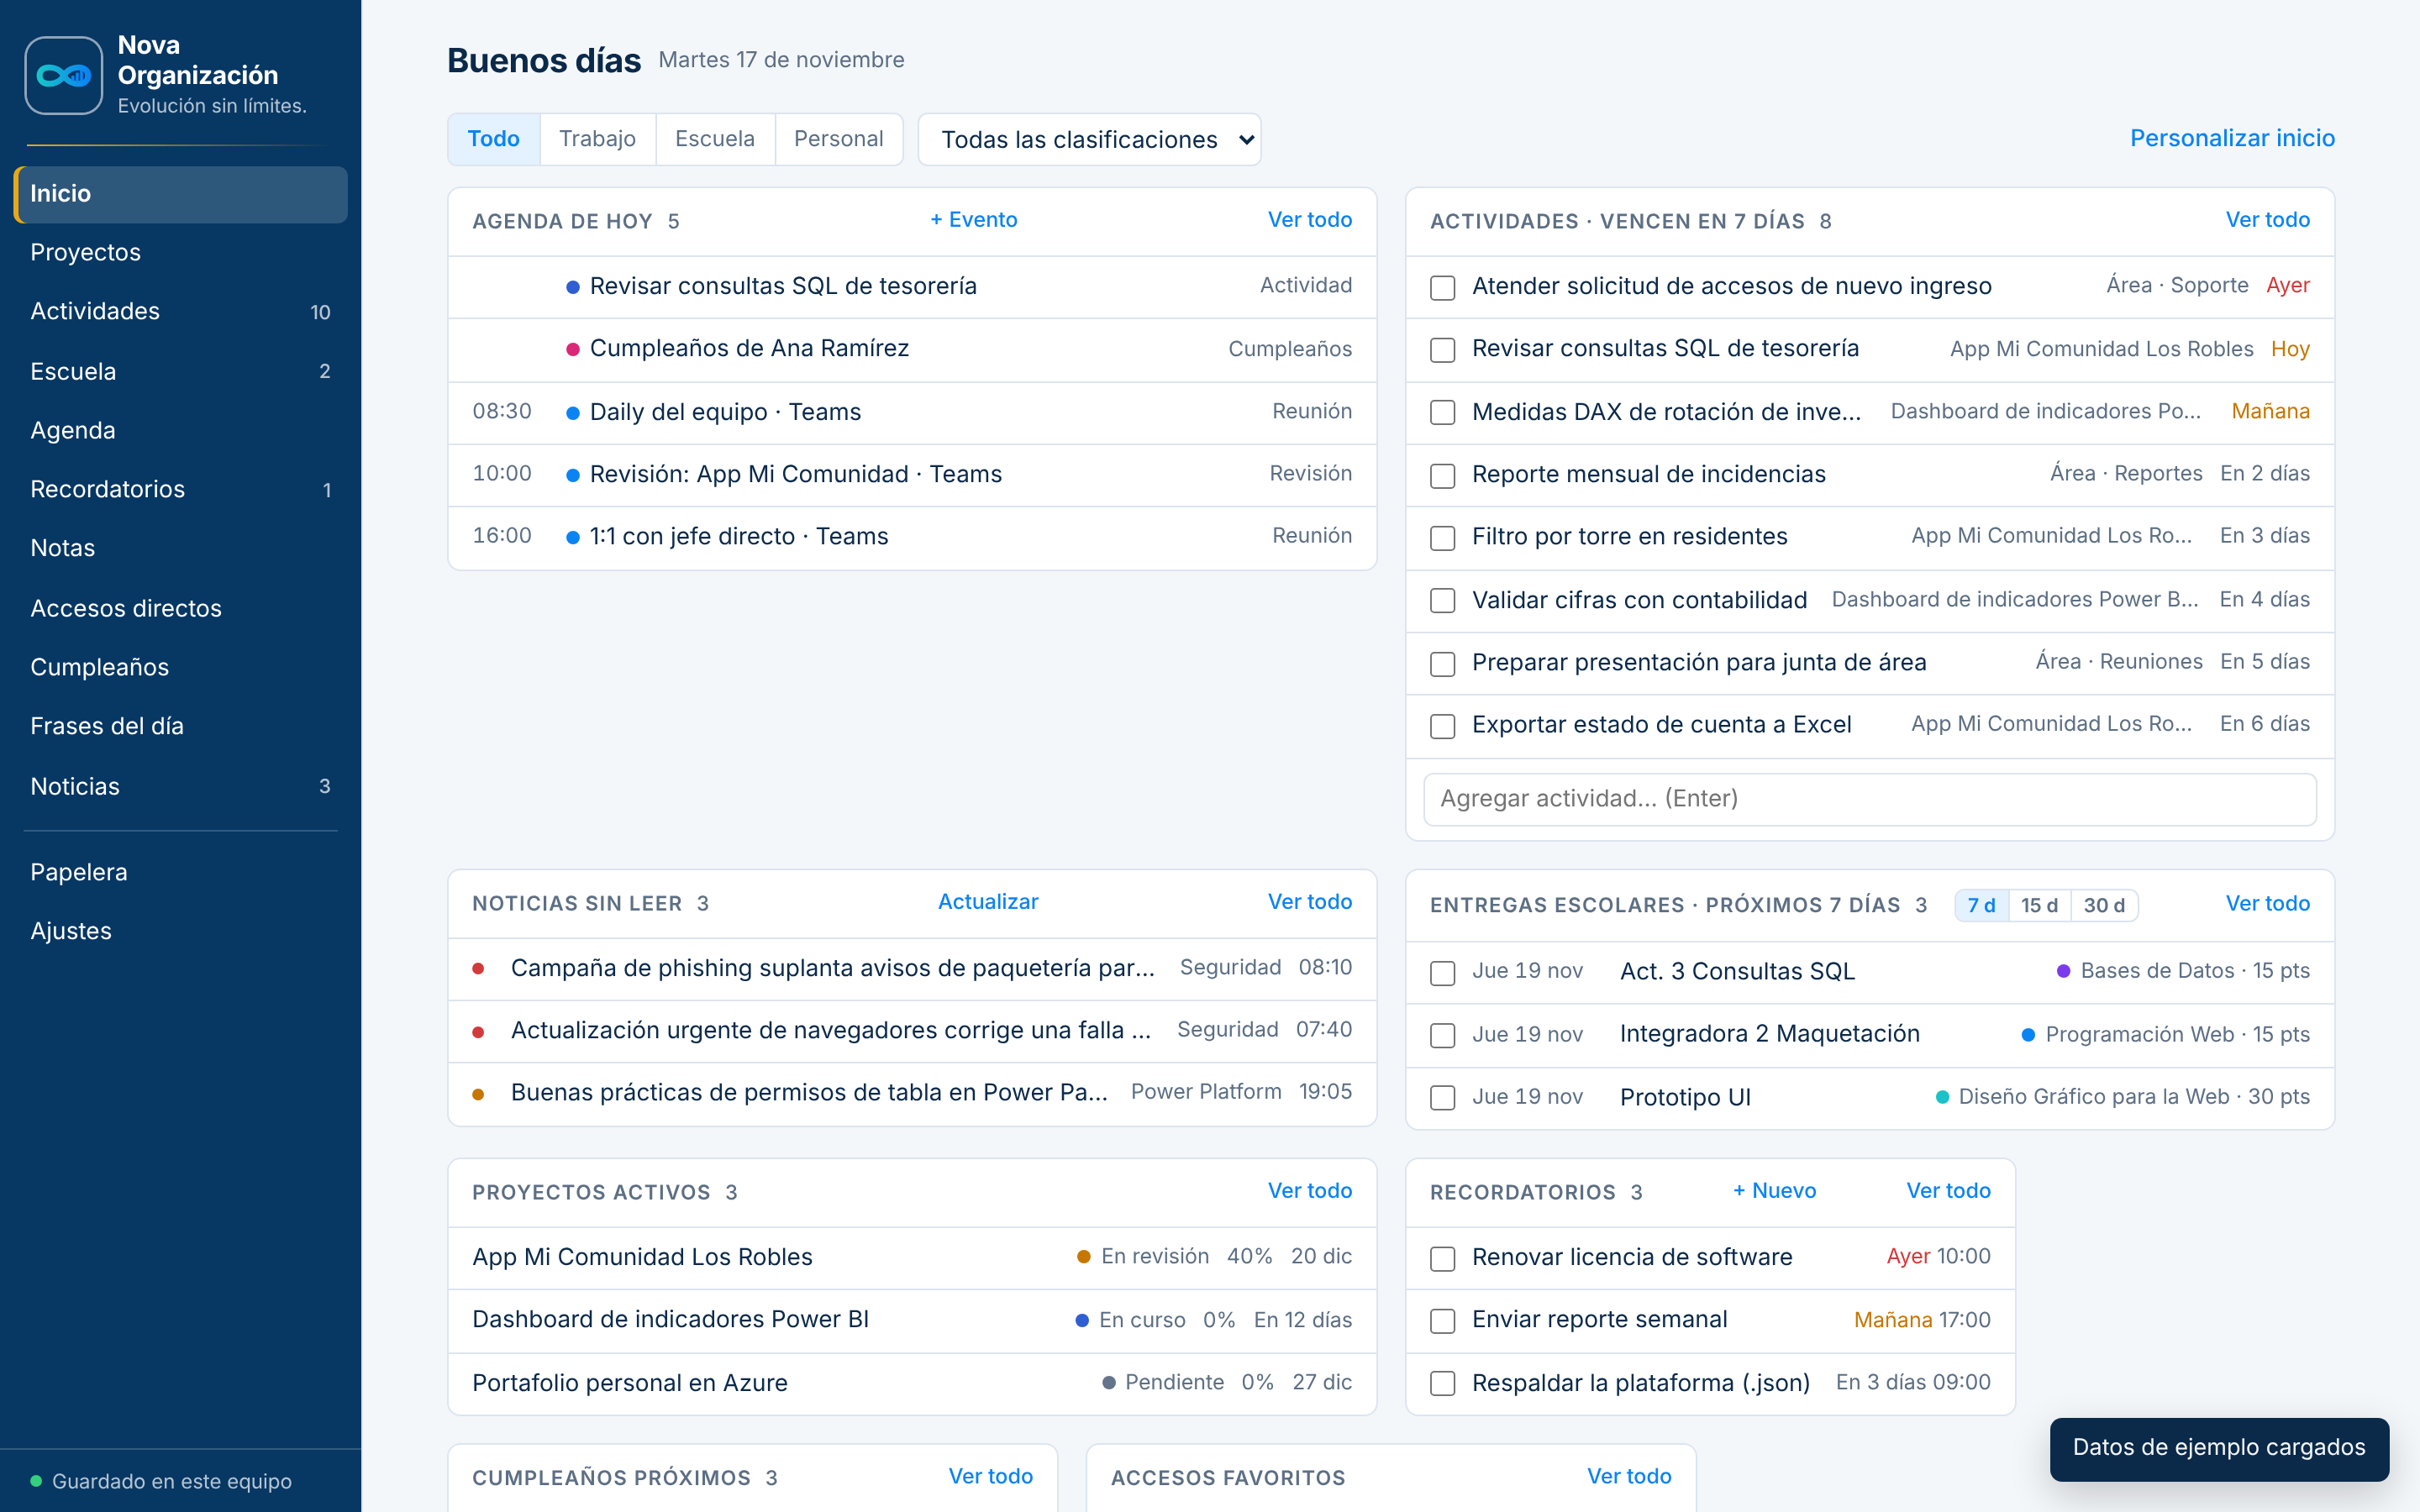 Nova
Organización
Evolución sin límites.
Inicio
Proyectos
Actividades 10
Escuela 2
Agenda
Recordatorios 1
Notas
Accesos directos
Cumpleaños
Frases del día
Noticias 3
Papelera
Ajustes
Guardado en este equipo
Buenos días Martes 17 de noviembre
Todo Trabajo Escuela Personal Todas las clasificaciones Personalizar inicio
AGENDA DE HOY 5 + Evento Ver todo
Revisar consultas SQL de tesorería Actividad
Cumpleaños de Ana Ramírez Cumpleaños
08:30 Daily del equipo · Teams Reunión
10:00 Revisión: App Mi Comunidad · Teams Revisión
16:00 1:1 con jefe directo · Teams Reunión
ACTIVIDADES · VENCEN EN 7 DÍAS 8 Ver todo
Atender solicitud de accesos de nuevo ingreso Área · Soporte Ayer
Revisar consultas SQL de tesorería App Mi Comunidad Los Robles Hoy
Medidas DAX de rotación de inve... Dashboard de indicadores Po... Mañana
Reporte mensual de incidencias Área · Reportes En 2 días
Filtro por torre en residentes App Mi Comunidad Los Ro... En 3 días
Validar cifras con contabilidad Dashboard de indicadores Power B... En 4 días
Preparar presentación para junta de área Área · Reuniones En 5 días
Exportar estado de cuenta a Excel App Mi Comunidad Los Ro... En 6 días
Agregar actividad... (Enter)
NOTICIAS SIN LEER 3 Actualizar Ver todo
Campaña de phishing suplanta avisos de paquetería par... Seguridad 08:10
Actualización urgente de navegadores corrige una falla ... Seguridad 07:40
Buenas prácticas de permisos de tabla en Power Pa... Power Platform 19:05
ENTREGAS ESCOLARES · PRÓXIMOS 7 DÍAS 3 7 d 15 d 30 d Ver todo
Jue 19 nov Act. 3 Consultas SQL Bases de Datos · 15 pts
Jue 19 nov Integradora 2 Maquetación Programación Web · 15 pts
Jue 19 nov Prototipo UI Diseño Gráfico para la Web · 30 pts
PROYECTOS ACTIVOS 3 Ver todo
App Mi Comunidad Los Robles En revisión 40% 20 dic
Dashboard de indicadores Power BI En curso 0% En 12 días
Portafolio personal en Azure Pendiente 0% 27 dic
RECORDATORIOS 3 + Nuevo Ver todo
Renovar licencia de software Ayer 10:00
Enviar reporte semanal Mañana 17:00
Respaldar la plataforma (.json) En 3 días 09:00
CUMPLEAÑOS PRÓXIMOS 3 Ver todo
ACCESOS FAVORITOS Ver todo
Datos de ejemplo cargados